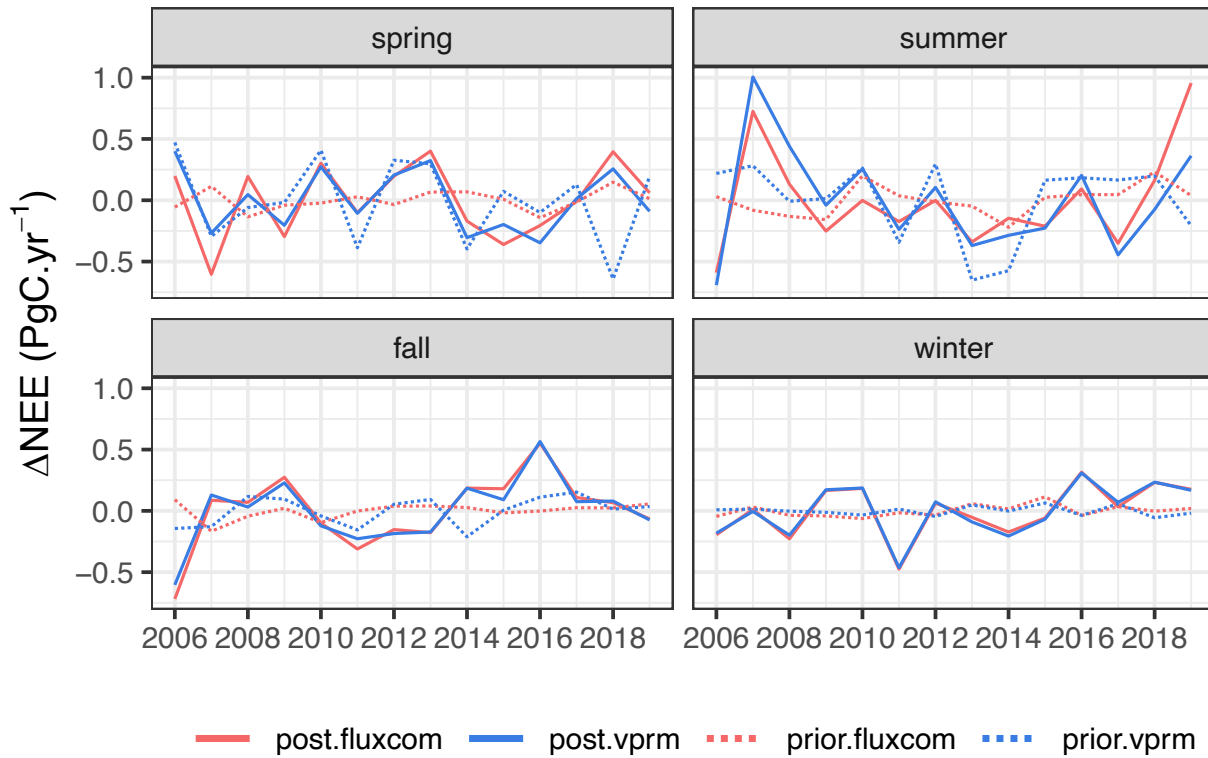 spring
summer
1.0
0.5
0.0
−0.5
ΔNEE (PgC.yr⁻¹)
fall
winter
1.0
0.5
0.0
−0.5
2006 2008 2010 2012 2014 2016 2018
2006 2008 2010 2012 2014 2016 2018
post.fluxcom post.vprm prior.fluxcom prior.vprm